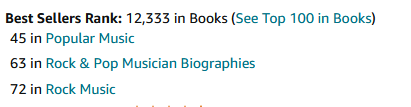 Best Sellers Rank: 12,333 in Books (See Top 100 in Books)
45 in Popular Music
63 in Rock & Pop Musician Biographies
72 in Rock Music